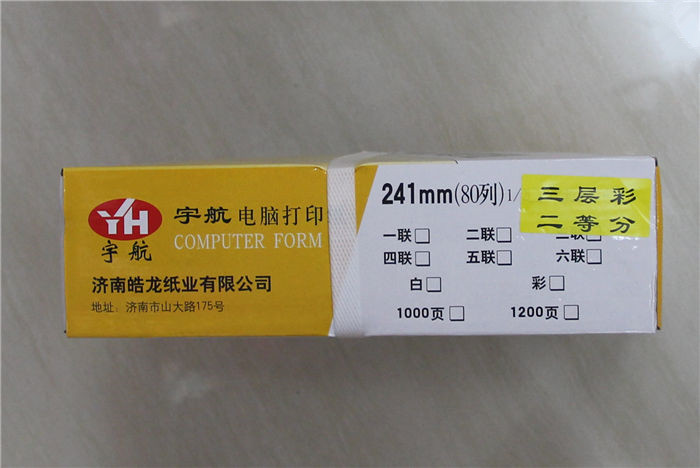 YH
宇航
宇航电脑打印
COMPUTER FORM
济南皓龙纸业有限公司
地址：济南市山大路175号
241mm(80列)1/
三层彩
二等分
一联□ 二联□
四联□ 五联□ 六联□
白□ 彩□
1000页□ 1200页□